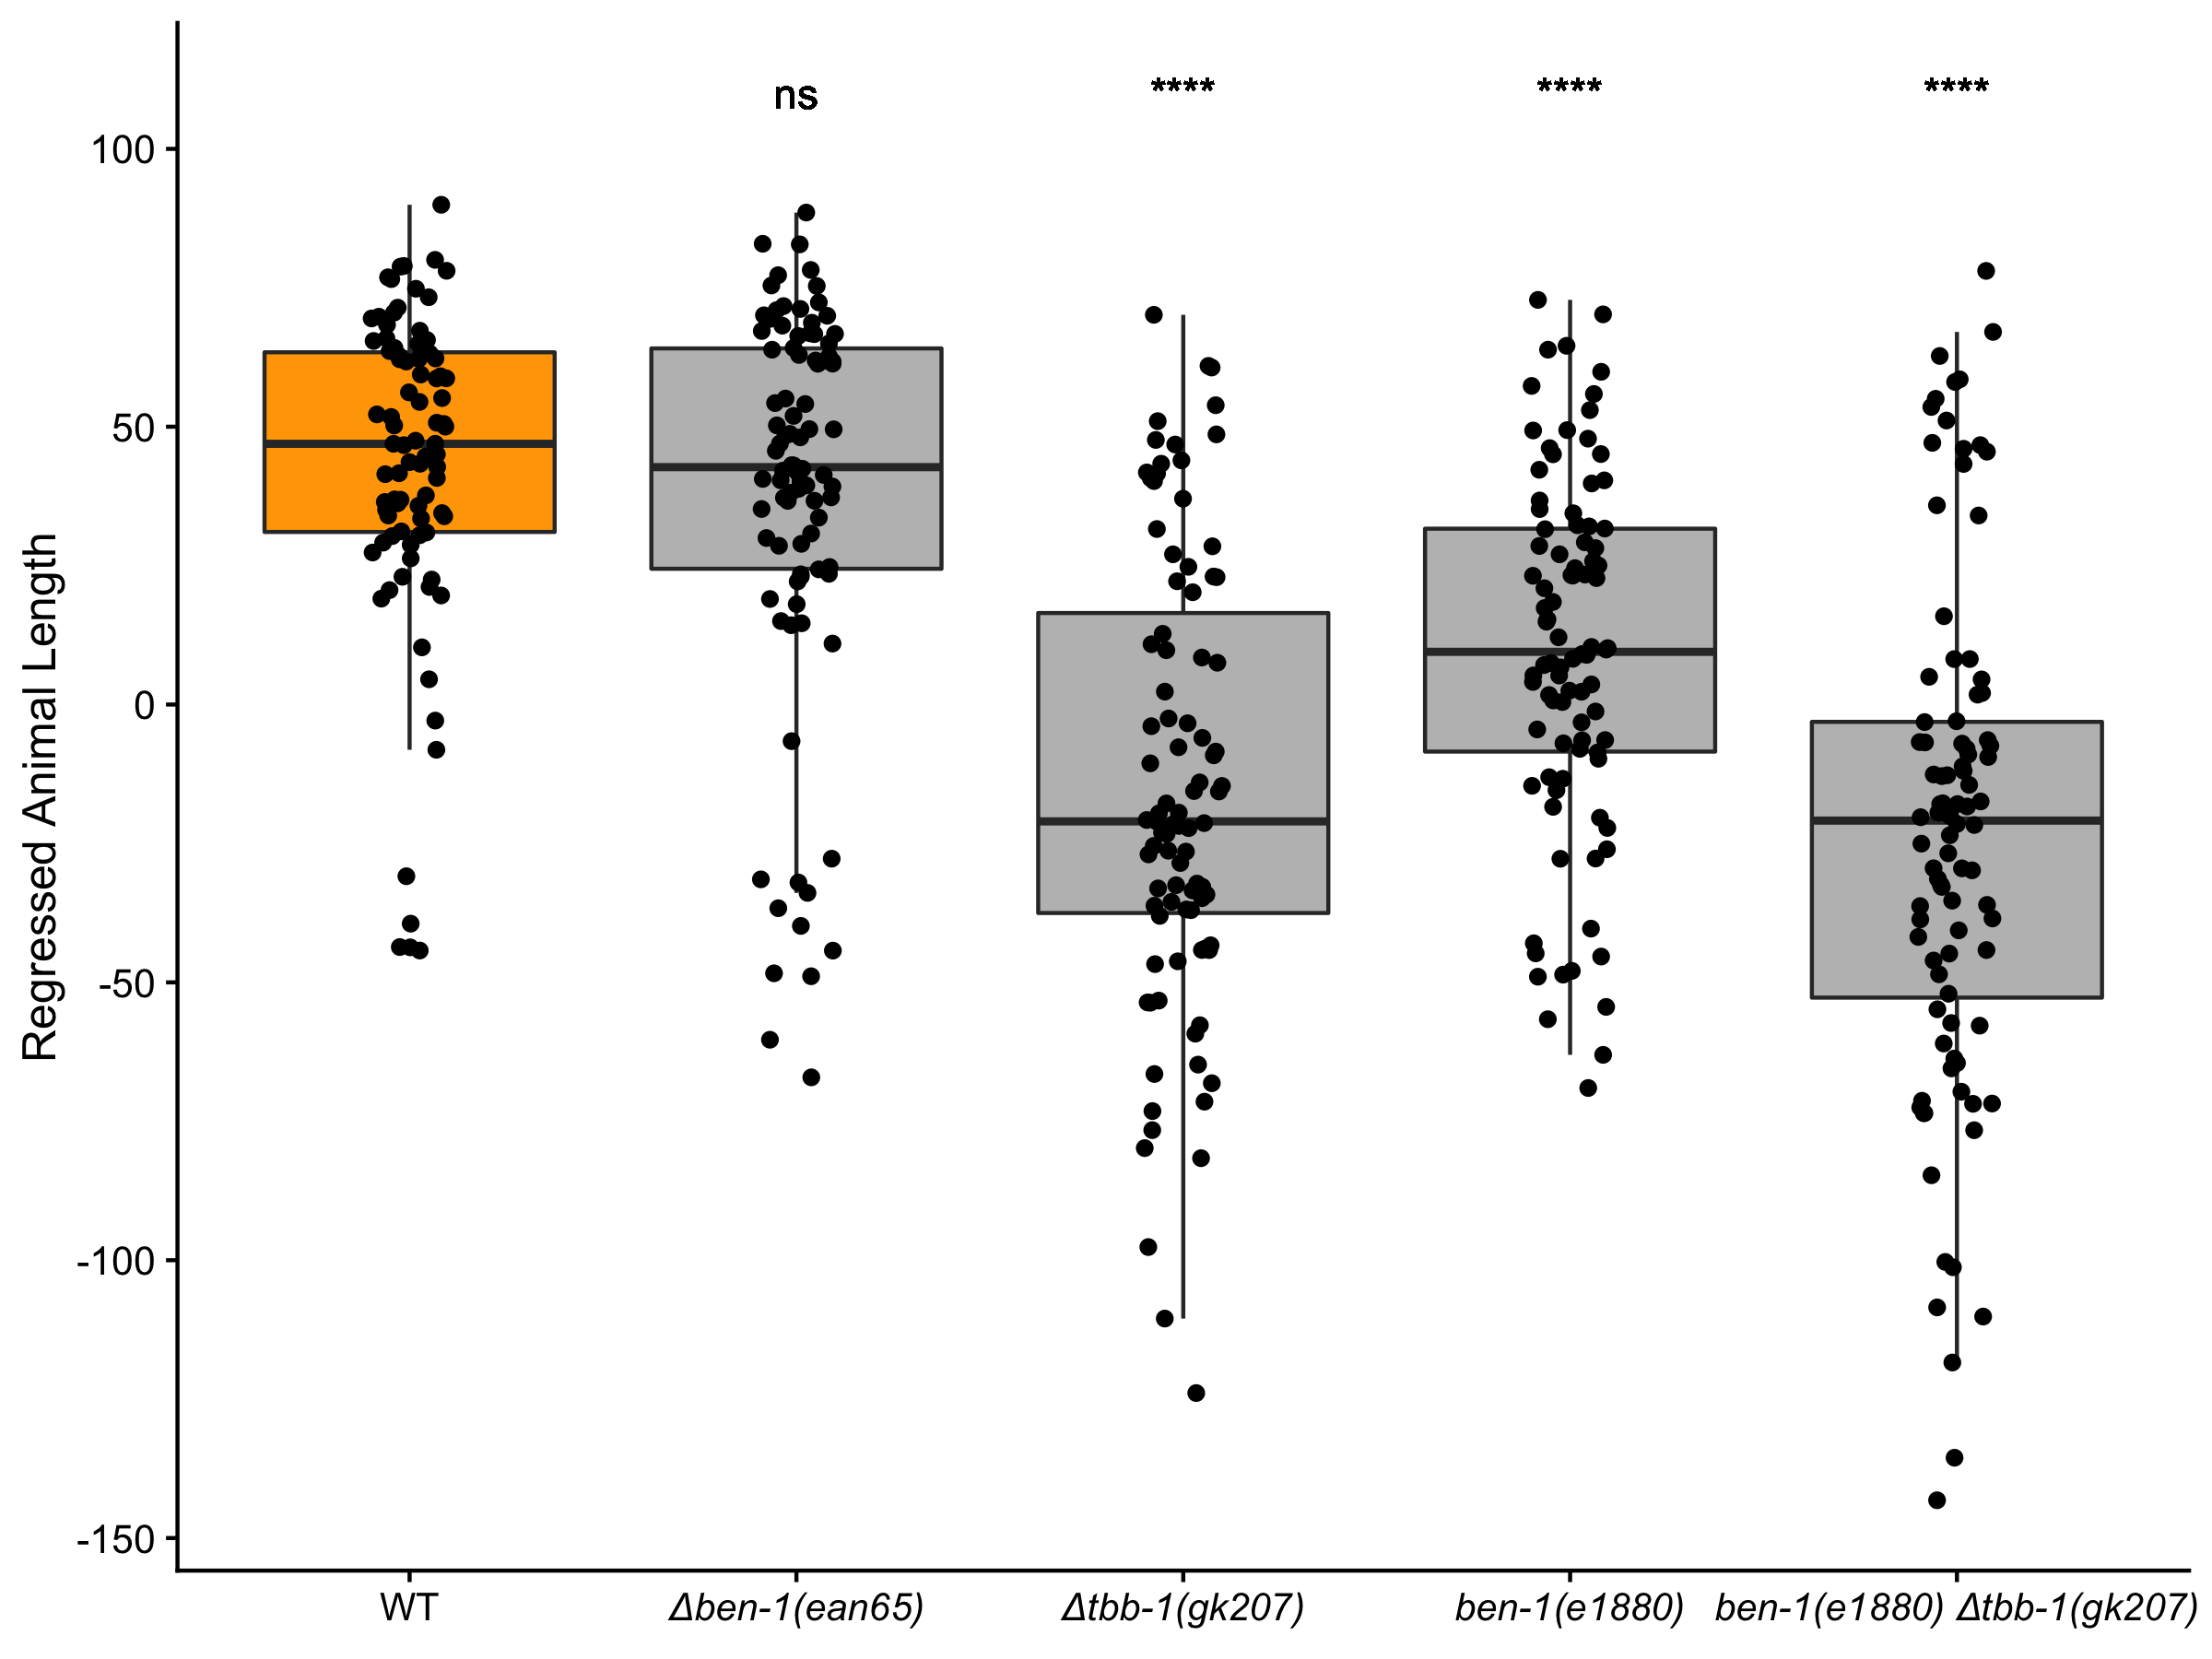 ns
****
****
****
100
50
0
-50
-100
-150
Regressed Animal Length
WT
Δben-1(ean65)
Δtbb-1(gk207)
ben-1(e1880)
ben-1(e1880) Δtbb-1(gk207)